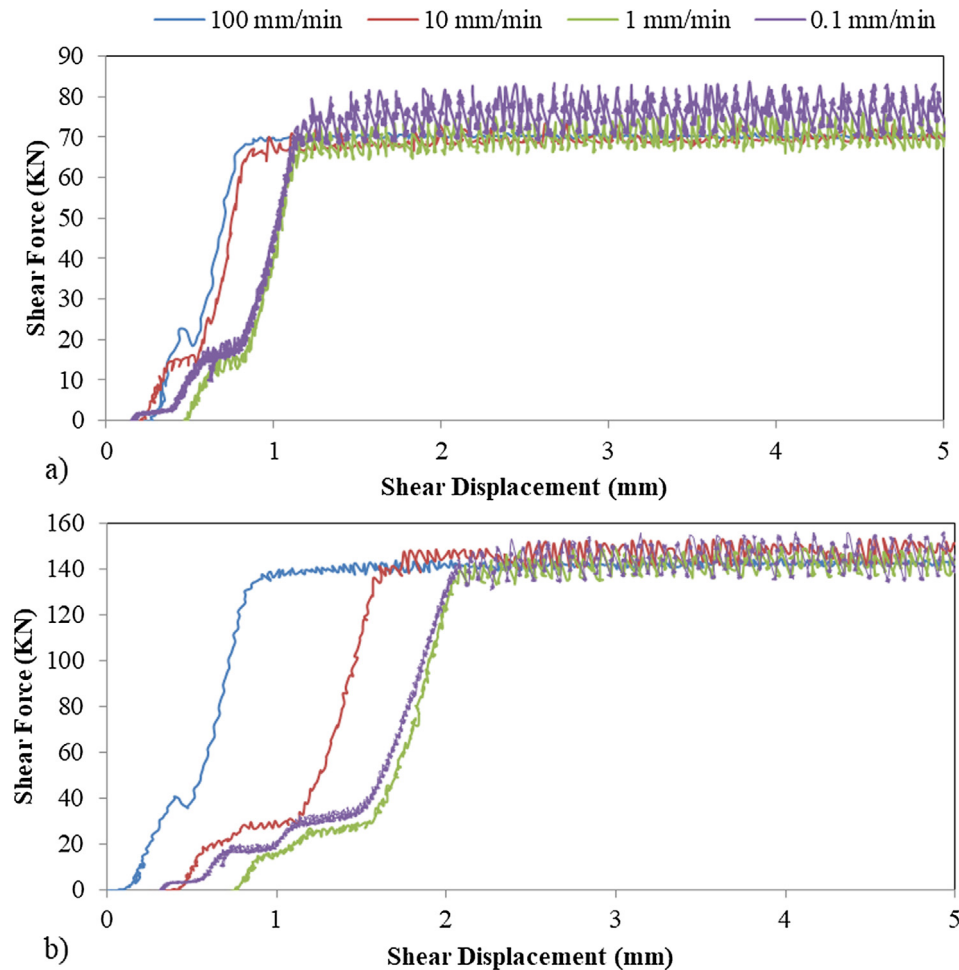 100 mm/min 10 mm/min 1 mm/min 0.1 mm/min
90
80
70
60
50
40
30
20
10
0
Shear Force (KN)
0 1 2 3 4 5
a)
Shear Displacement (mm)
160
140
120
100
80
60
40
20
0
Shear Force (KN)
0 1 2 3 4 5
b)
Shear Displacement (mm)